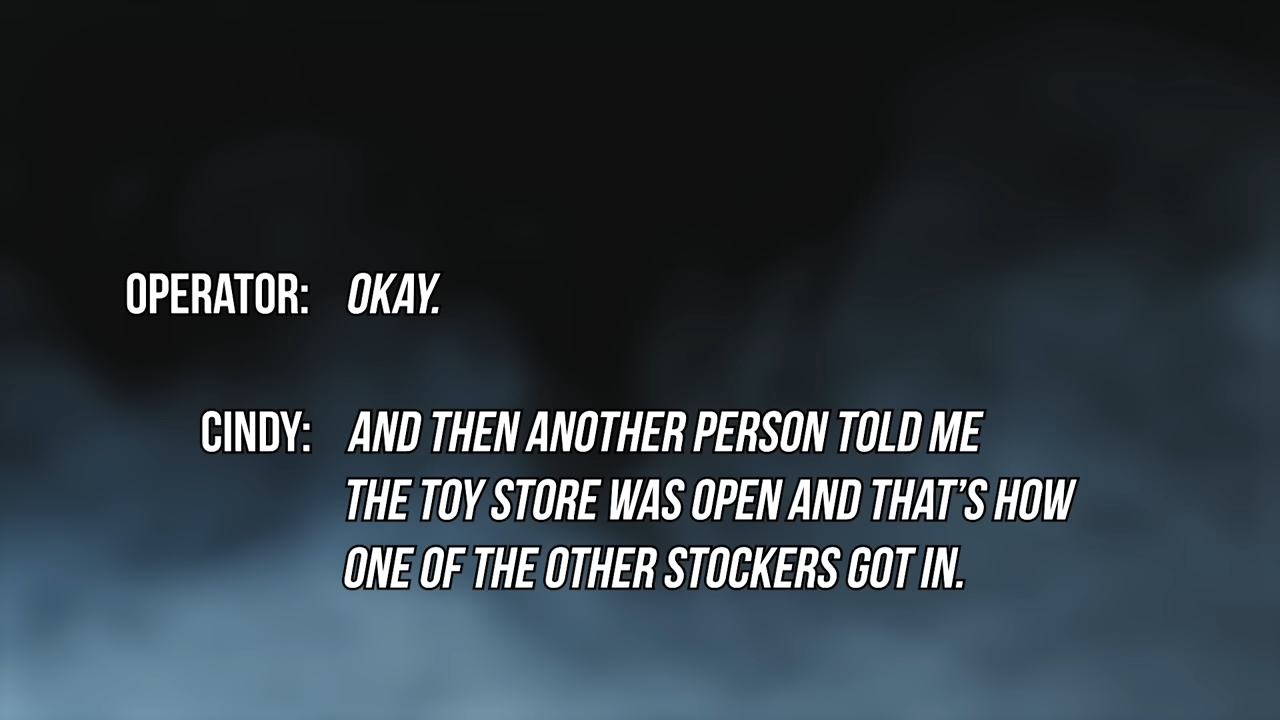 OPERATOR: OKAY.
CINDY: AND THEN ANOTHER PERSON TOLD ME
THE TOY STORE WAS OPEN AND THAT’S HOW
ONE OF THE OTHER STOCKERS GOT IN.